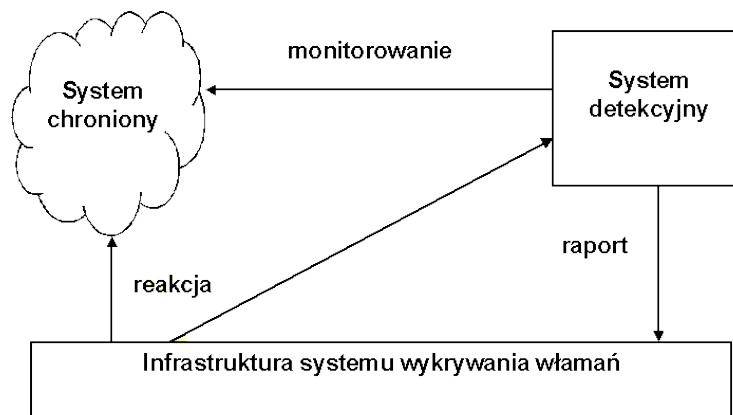 monitorowanie
System
chroniony
System
detekcyjny
raport
reakcja
Infrastruktura systemu wykrywania włamań